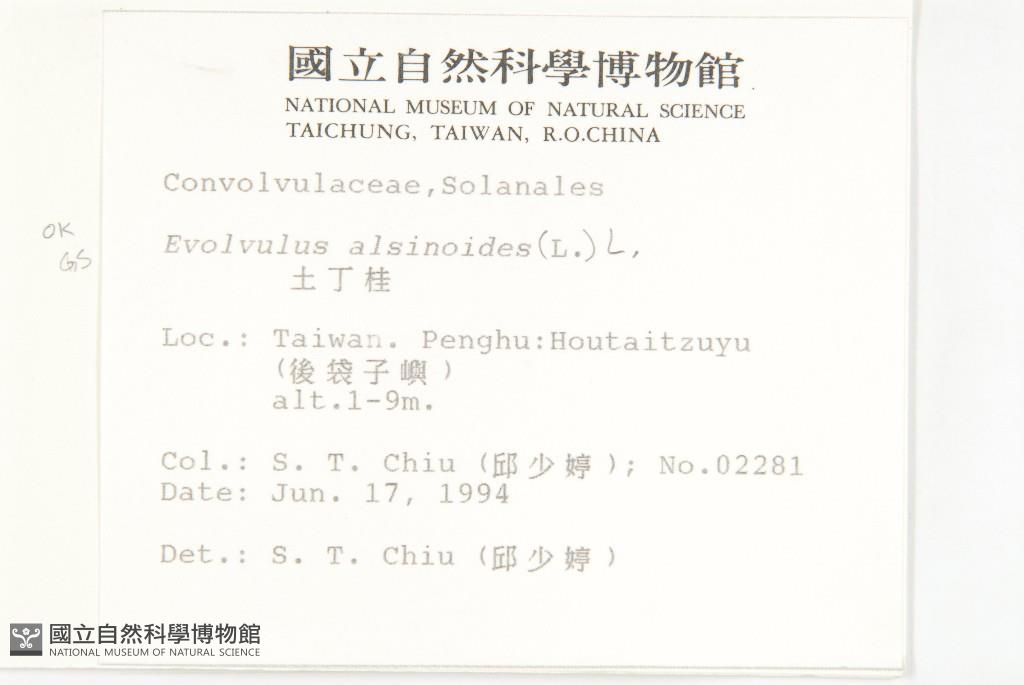 國立自然科學博物館
NATIONAL MUSEUM OF NATURAL SCIENCE
TAICHUNG, TAIWAN, R.O.CHINA
Convolvulaceae,Solanales
OK
GS
Evolvulus alsinoides(L.) L,
土丁桂
Loc.: Taiwan. Penghu:Houtaitzuyu
(後袋子嶼)
alt.1-9m.
Col.: S. T. Chiu (邱少婷); No.02281
Date: Jun. 17, 1994
Det.: S. T. Chiu (邱少婷)
國立自然科學博物館
NATIONAL MUSEUM OF NATURAL SCIENCE